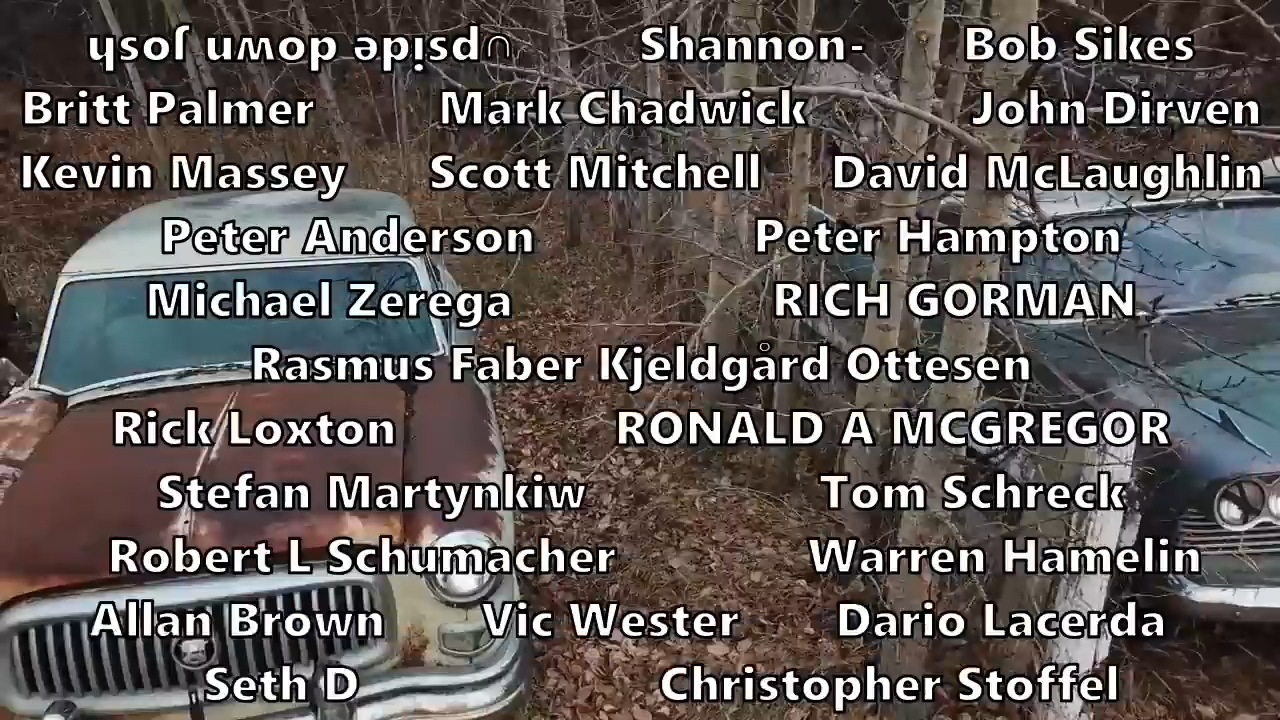 ɥsoſ uʍop ǝpᴉsd∩ Shannon- Bob Sikes
Britt Palmer Mark Chadwick John Dirven
Kevin Massey Scott Mitchell David McLaughlin
Peter Anderson Peter Hampton
Michael Zerega RICH GORMAN
Rasmus Faber Kjeldgård Ottesen
Rick Loxton RONALD A MCGREGOR
Stefan Martynkiw Tom Schreck
Robert L Schumacher Warren Hamelin
Allan Brown Vic Wester Dario Lacerda
Seth D Christopher Stoffel